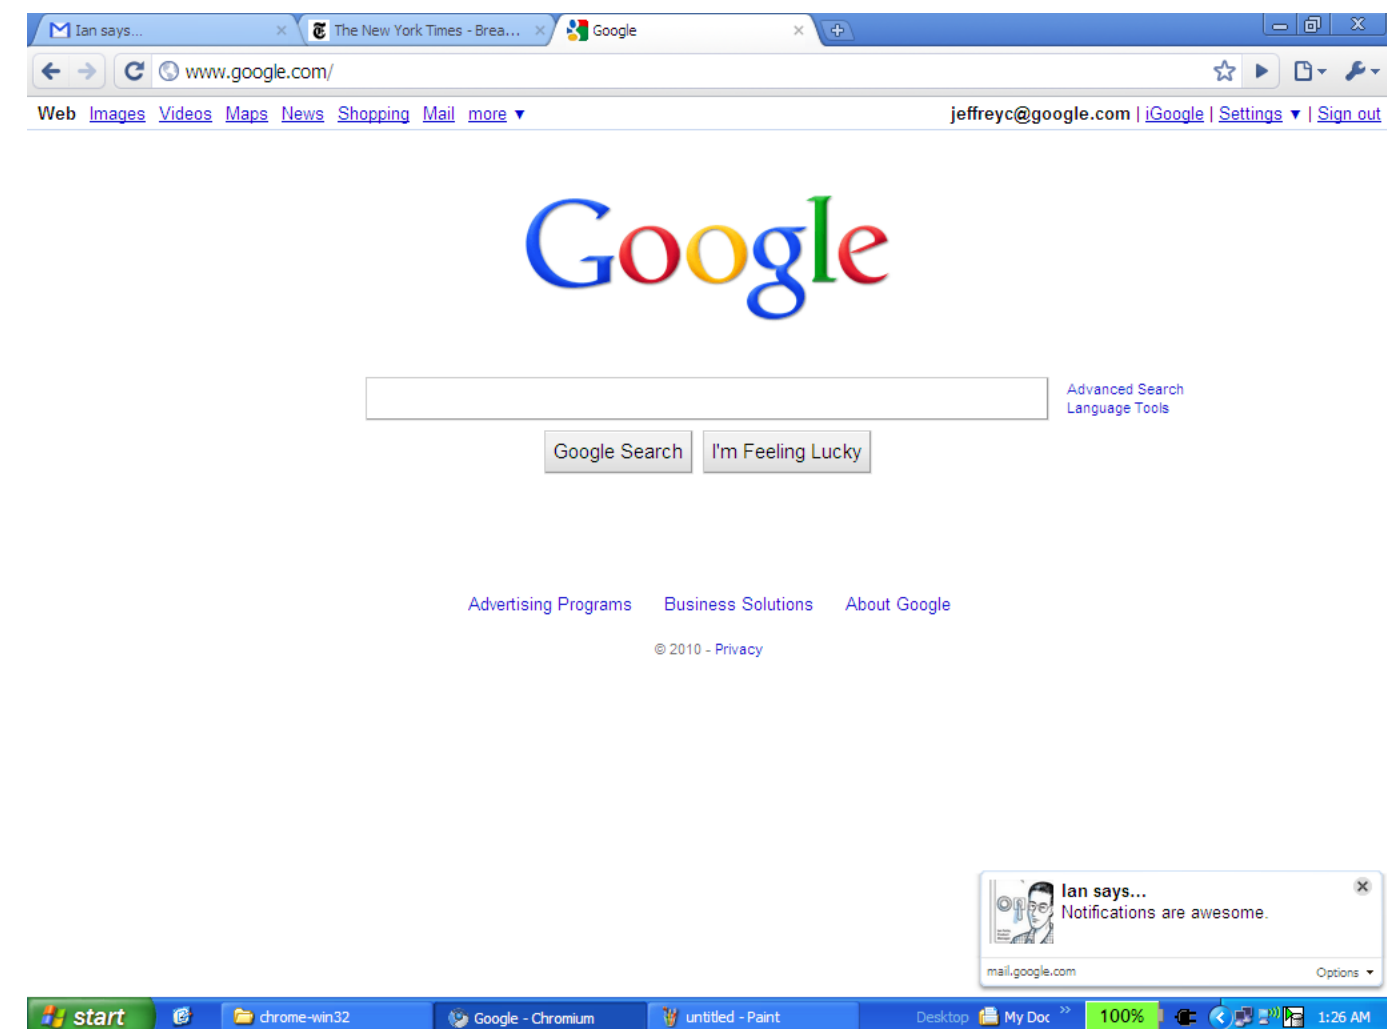 Ian says...
The New York Times - Brea...
Google
www.google.com/
Web Images Videos Maps News Shopping Mail more ▼
jeffreyc@google.com | iGoogle | Settings ▼ | Sign out
Google
Advanced Search
Language Tools
Google Search I'm Feeling Lucky
Advertising Programs Business Solutions About Google
© 2010 - Privacy
Ian says...
Notifications are awesome.
mail.google.com Options ▼
start chrome-win32 Google - Chromium untitled - Paint Desktop My Doc » 100% 1:26 AM